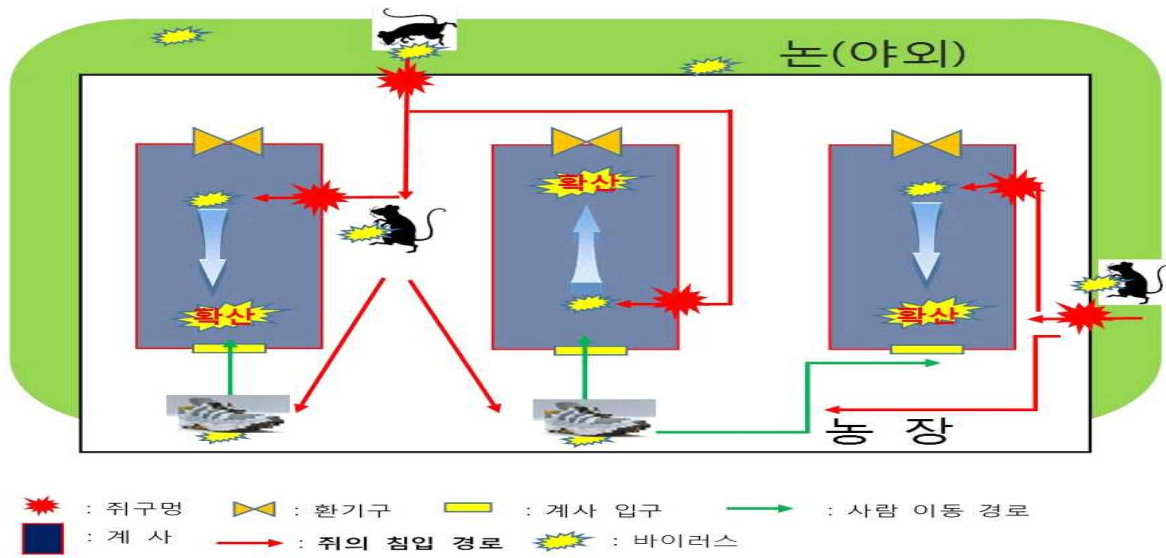 논(야외)
확산
확산
확산
농 장
: 쥐구멍
: 환기구
: 계사 입구
: 사람 이동 경로
: 계 사
: 쥐의 침입 경로
: 바이러스